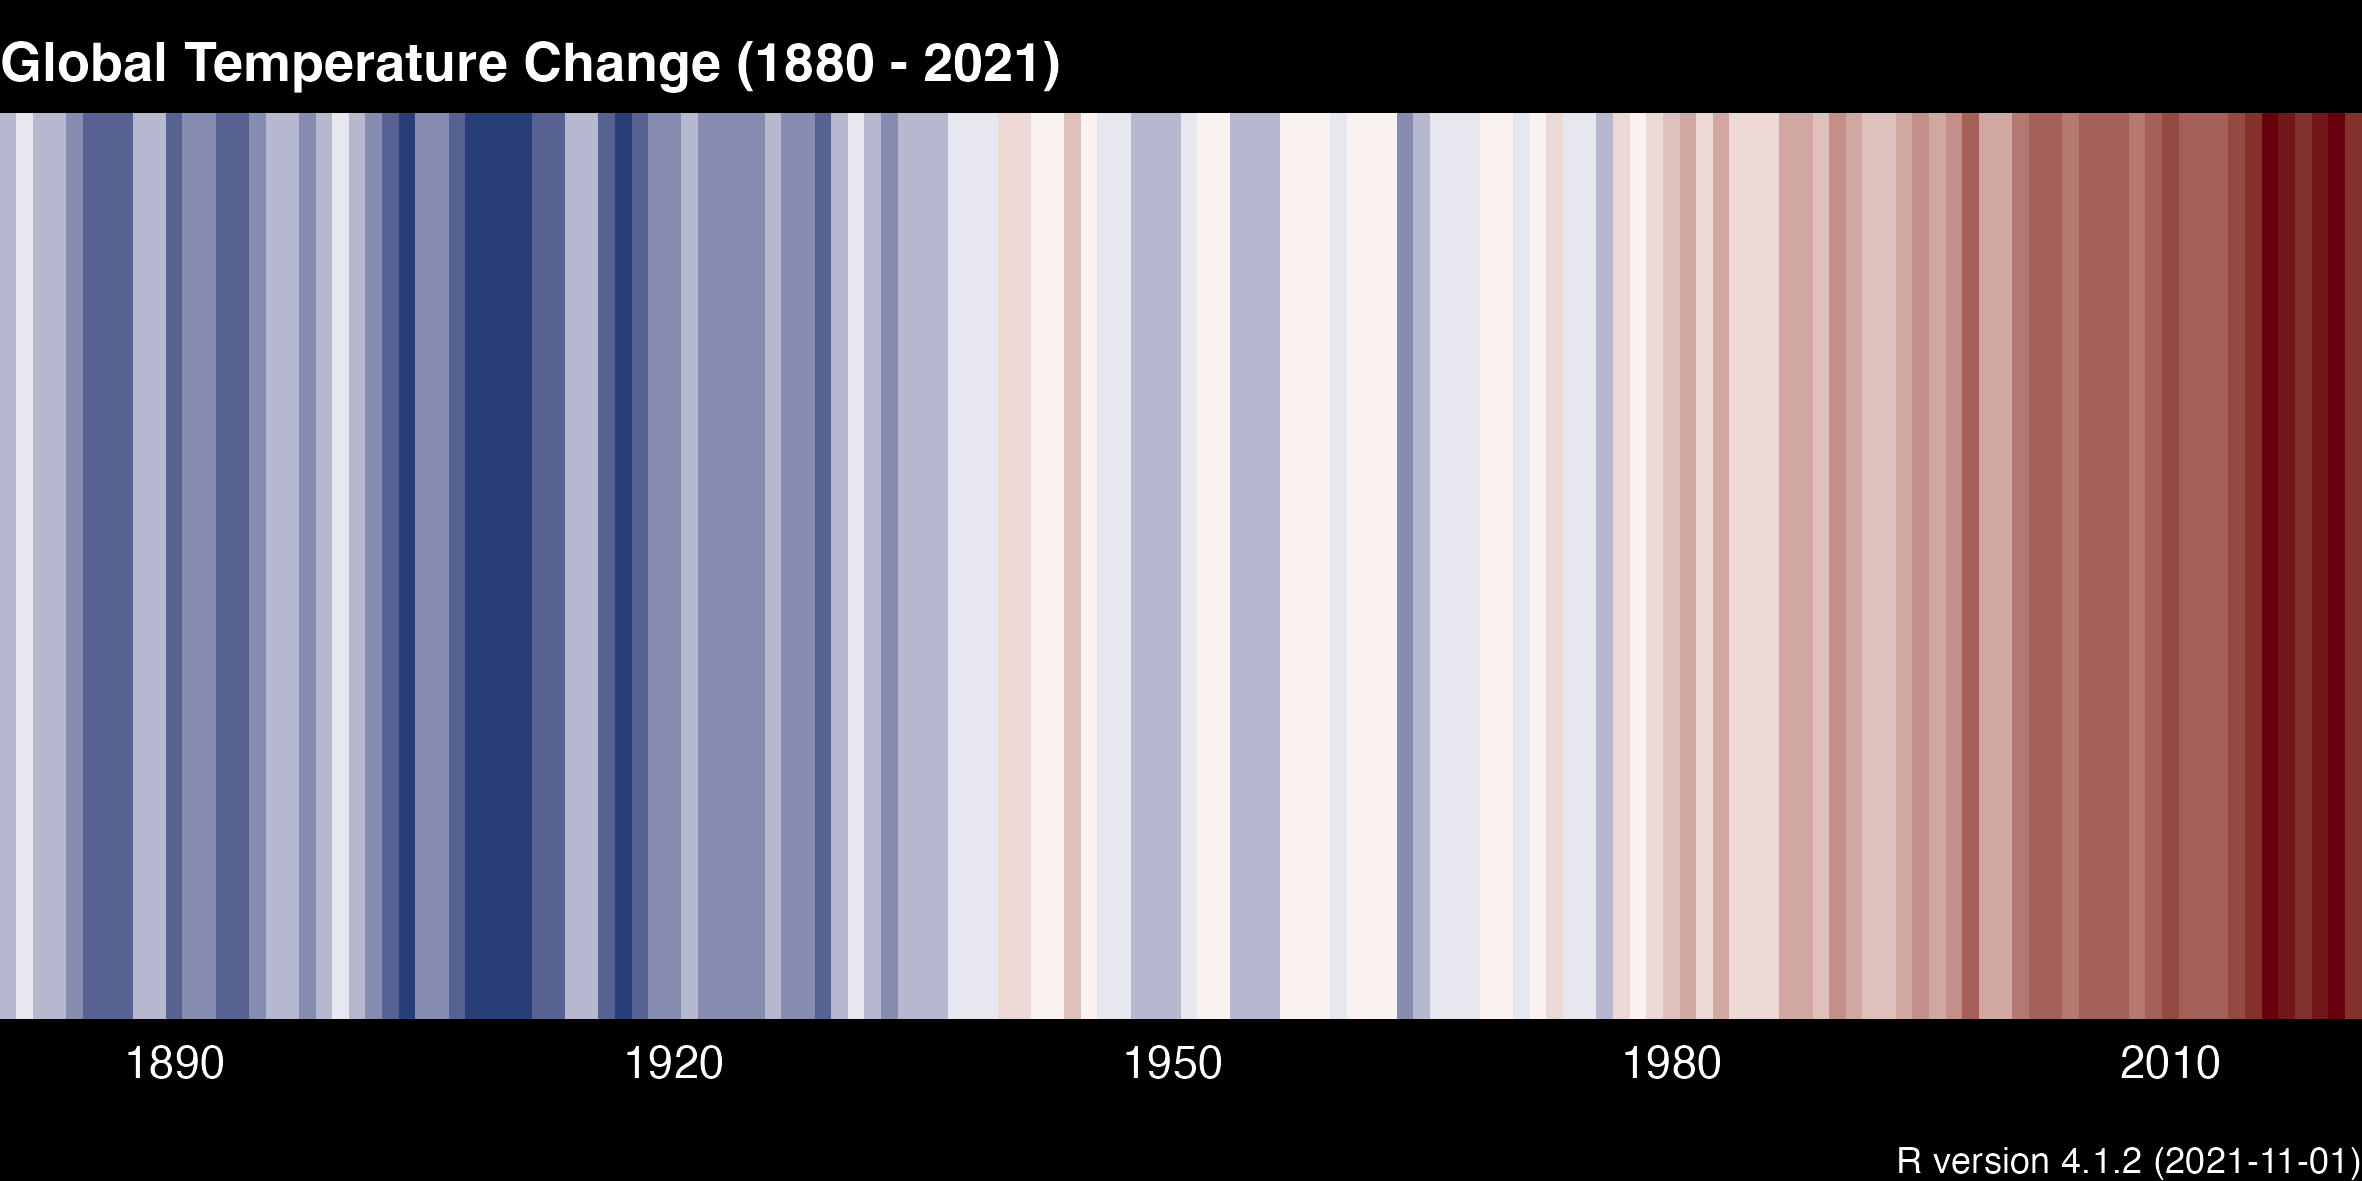 Global Temperature Change (1880 - 2021)
1890 1920 1950 1980 2010
R version 4.1.2 (2021-11-01)